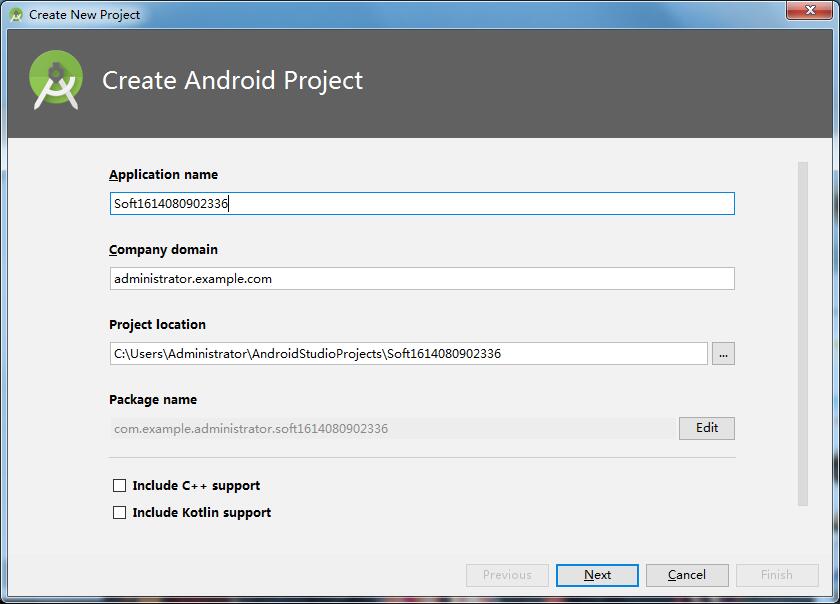 Create New Project
Create Android Project
Application name
Soft1614080902336
Company domain
administrator.example.com
Project location
C:\Users\Administrator\AndroidStudioProjects\Soft1614080902336
...
Package name
com.example.administrator.soft1614080902336
Edit
Include C++ support
Include Kotlin support
Previous Next Cancel Finish